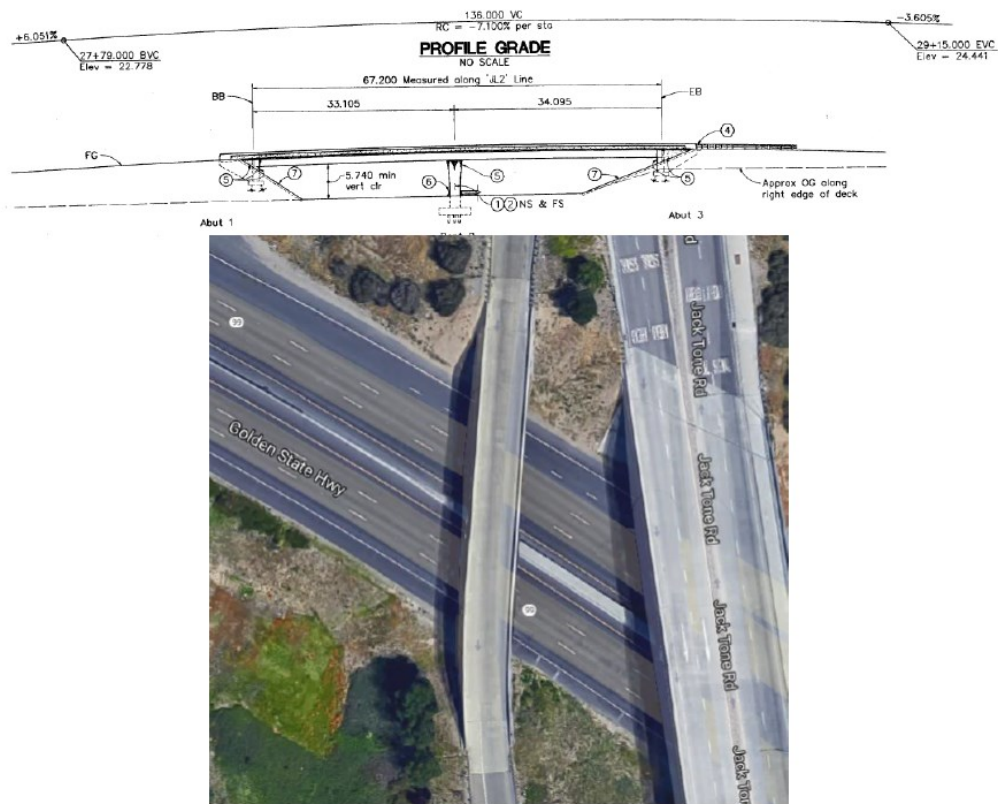 136.000 VC
RC = -7.100% per sta
+6.051%
-3.605%
27+79.000 BVC
Elev = 22.778
PROFILE GRADE
NO SCALE
29+15.000 EVC
Elev = 24.441
67.200 Measured along "JL2" Line
BB
EB
33.105
34.095
4
FG
5
7
5.740 min
vert clr
6
5
7
5
1 2 NS & FS
Approx OG along
right edge of deck
Abut 1
Abut 3
99
Golden State Hwy
99
Jack Tone Rd
Jack Tone Rd
Jack Tone Rd